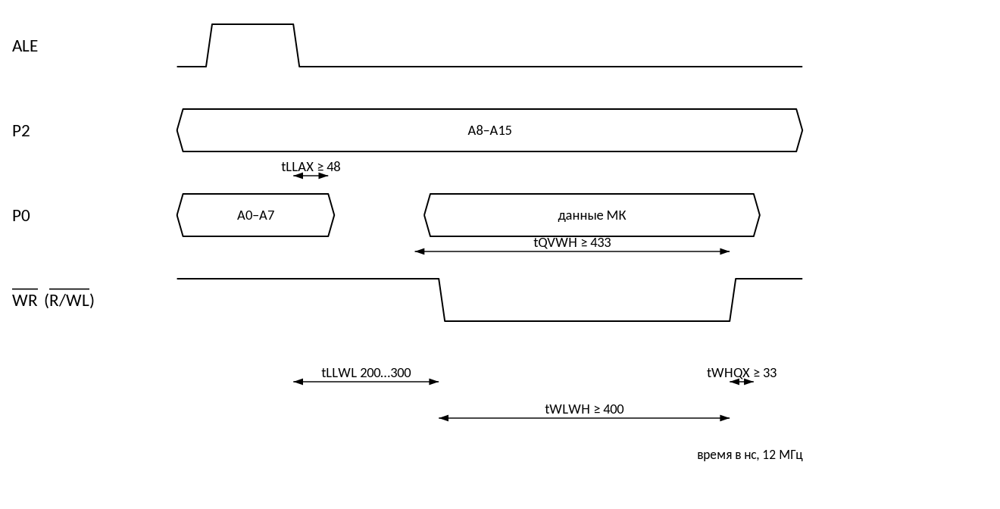 ALE
P2
A8–A15
tLLAX ≥ 48
P0
A0–A7
данные МК
tQVWH ≥ 433
WR (R/WL)
tLLWL 200…300
tWHQX ≥ 33
tWLWH ≥ 400
время в нс, 12 МГц